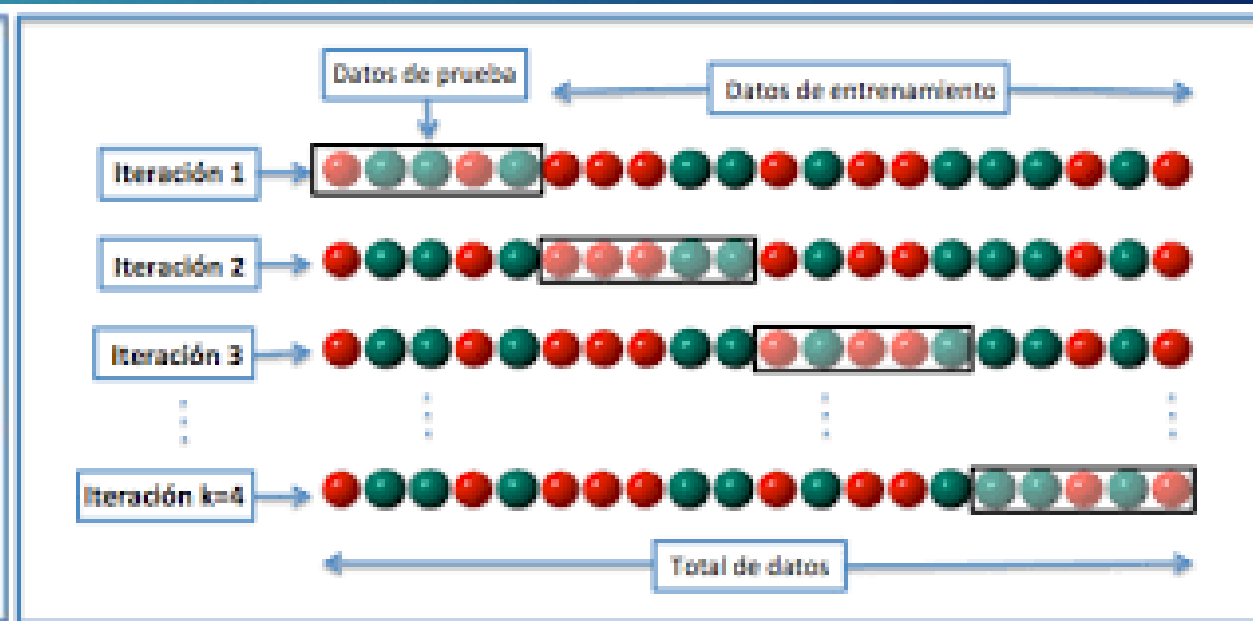 Datos de prueba
Datos de entrenamiento
Iteración 1
Iteración 2
Iteración 3
Iteración k=4
Total de datos